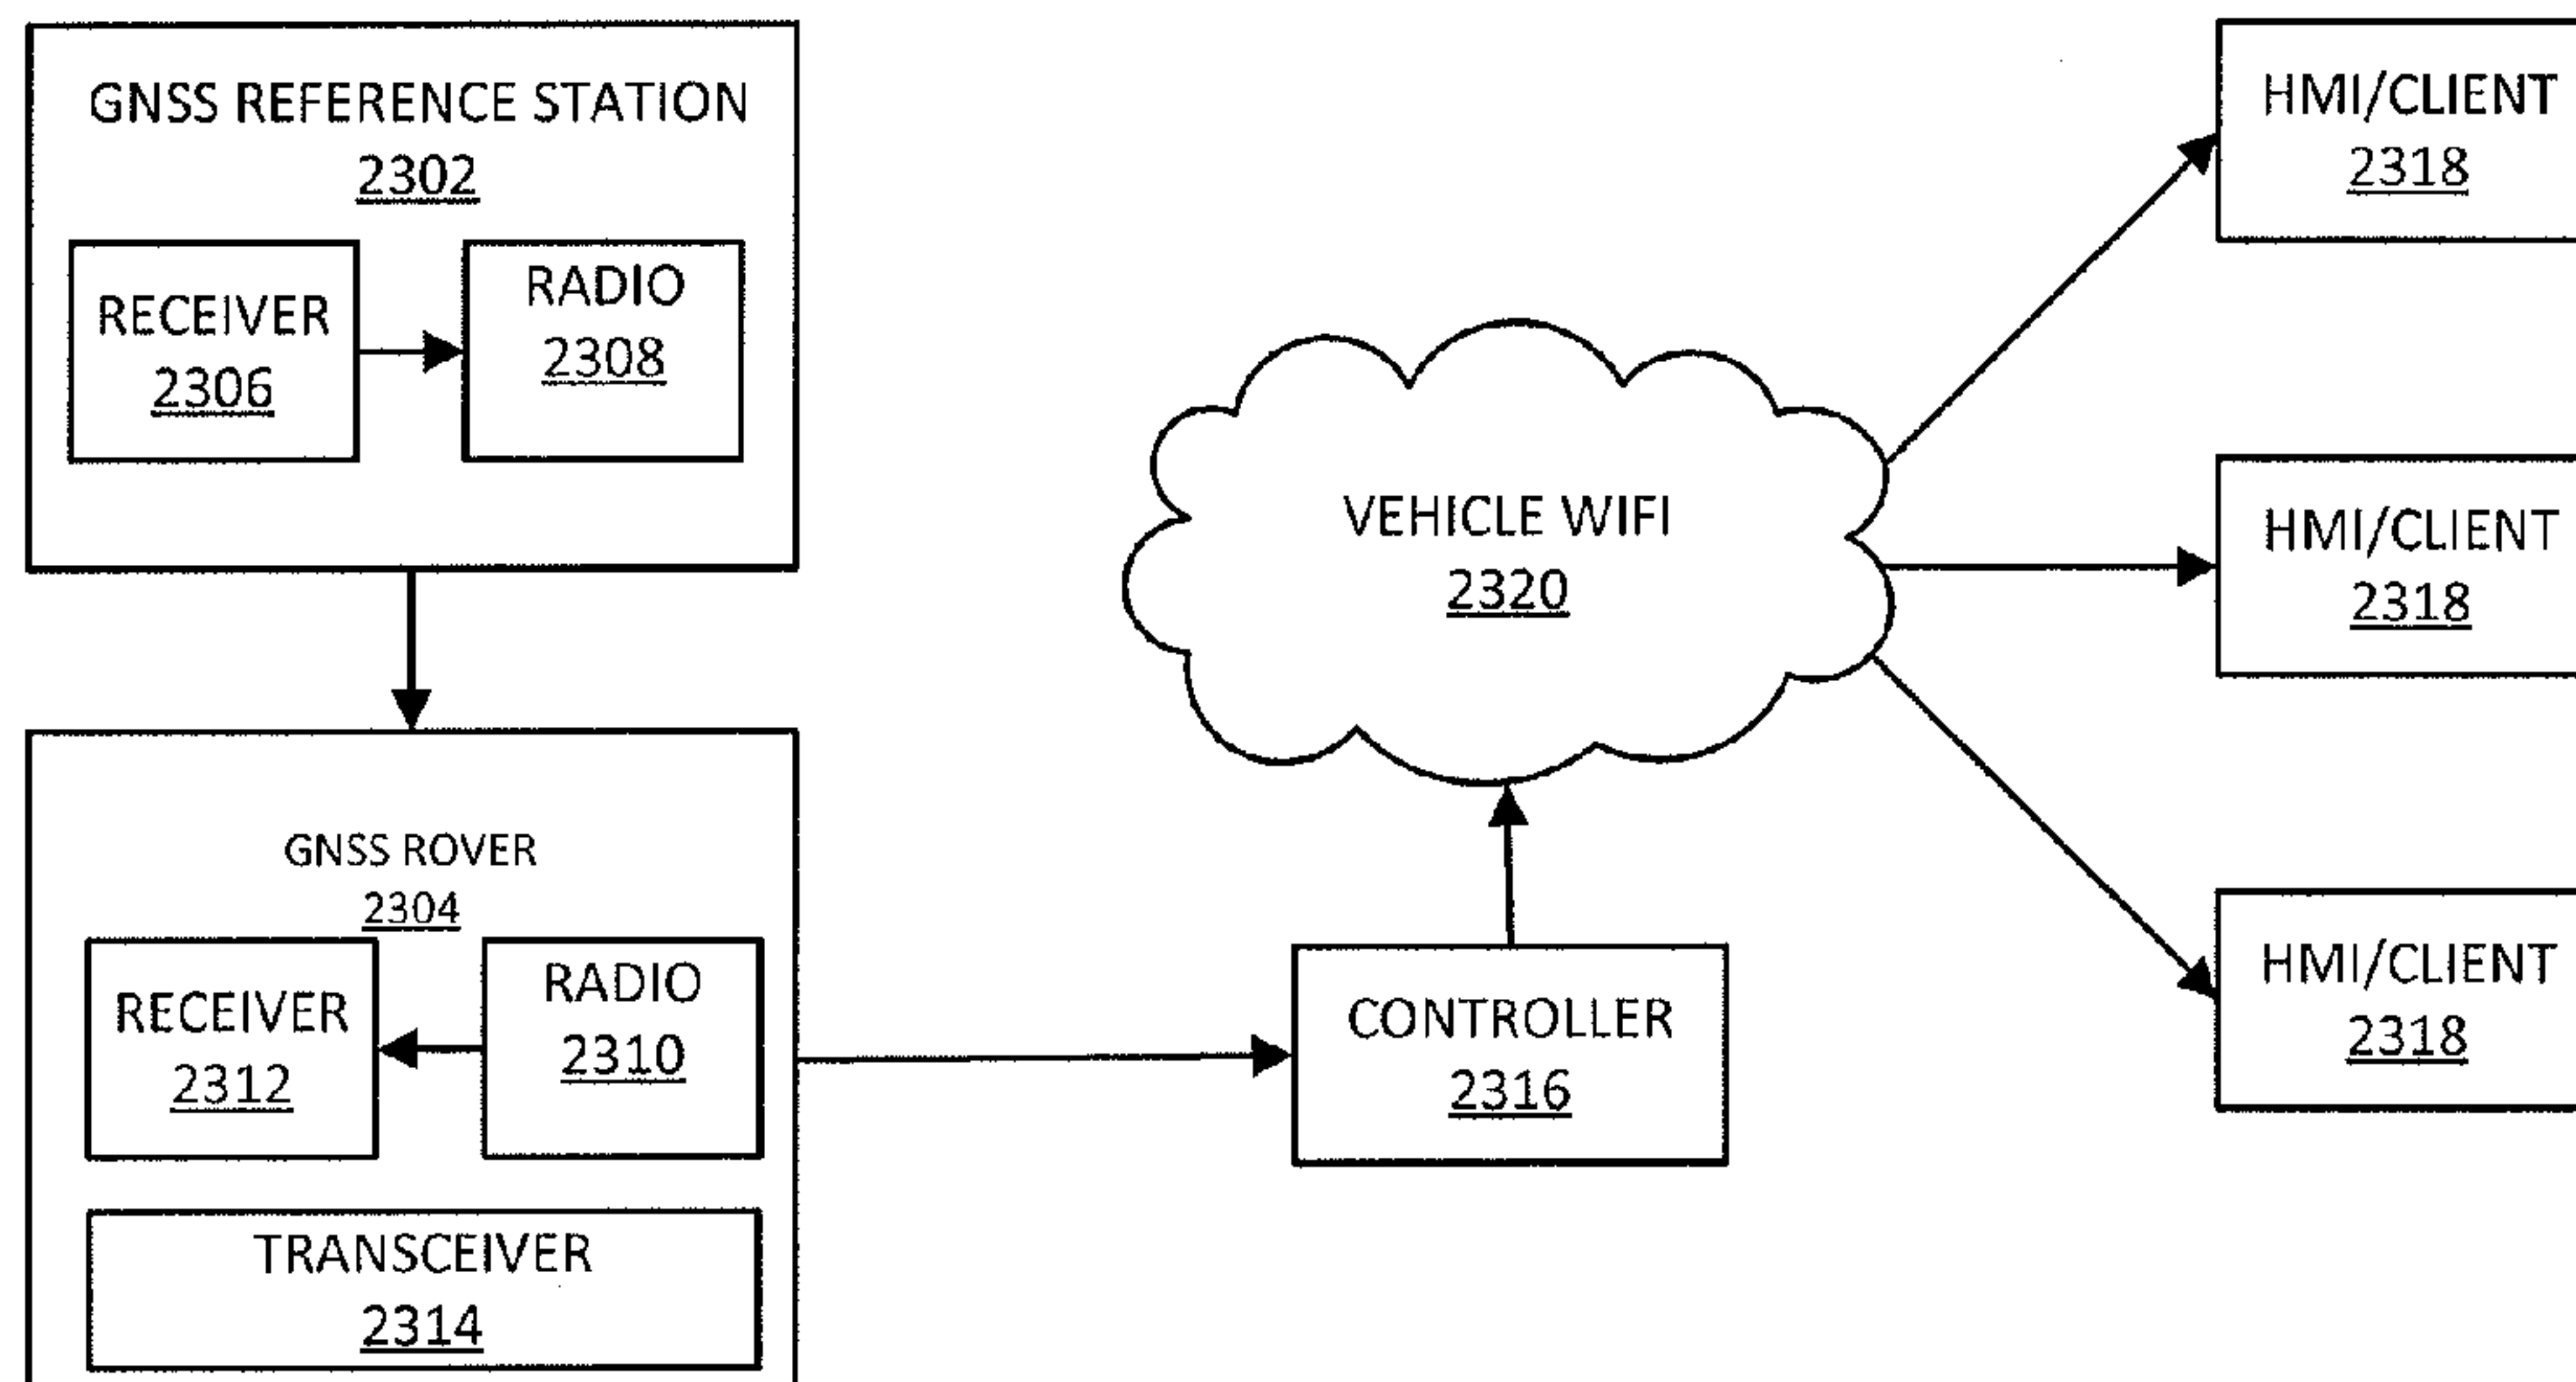 GNSS REFERENCE STATION
2302
RECEIVER
2306
RADIO
2308
GNSS ROVER
2304
RECEIVER
2312
RADIO
2310
TRANSCEIVER
2314
VEHICLE WIFI
2320
CONTROLLER
2316
HMI/CLIENT
2318
HMI/CLIENT
2318
HMI/CLIENT
2318